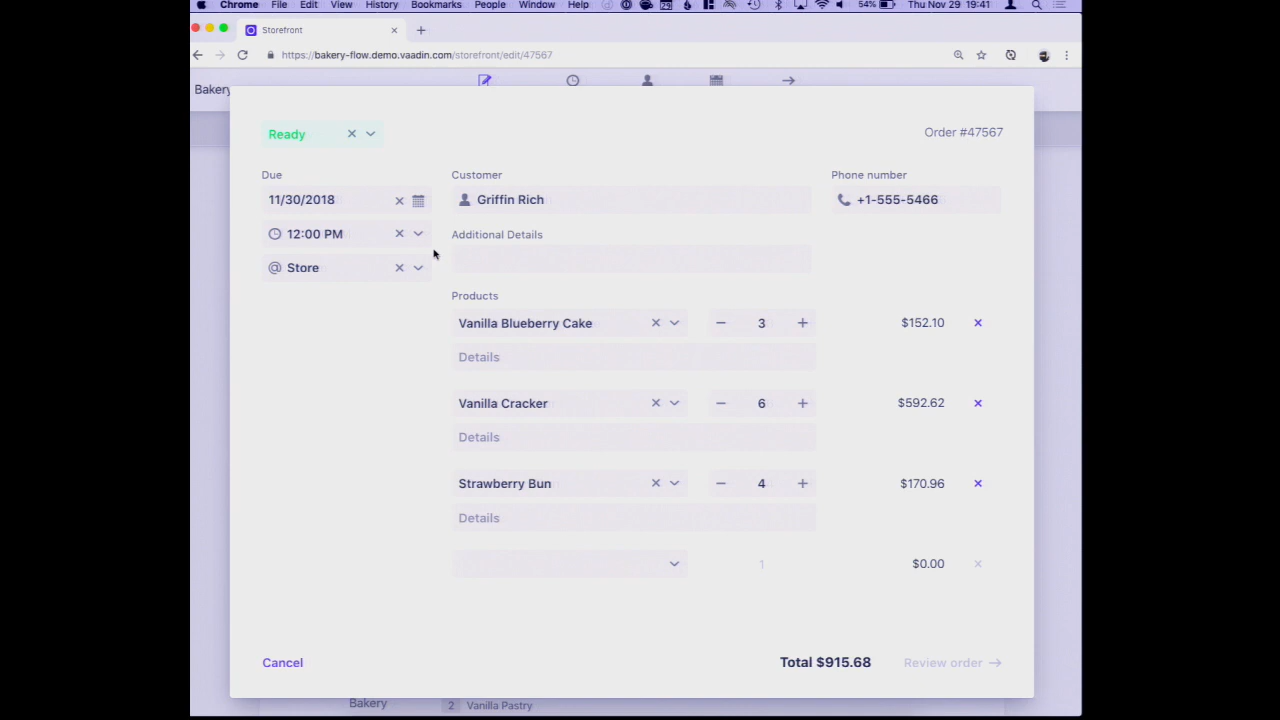 Chrome File Edit View History Bookmarks People Window Help 29 54% Thu Nov 29 19:41
Storefront
https://bakery-flow.demo.vaadin.com/storefront/edit/47567
Bakery
Ready
Order #47567
Due
Customer
Phone number
11/30/2018
Griffin Rich
+1-555-5466
12:00 PM
Additional Details
@ Store
Products
Vanilla Blueberry Cake 3 $152.10
Details
Vanilla Cracker 6 $592.62
Details
Strawberry Bun 4 $170.96
Details
1 $0.00
Cancel
Total $915.68
Review order
Bakery 2 Vanilla Pastry